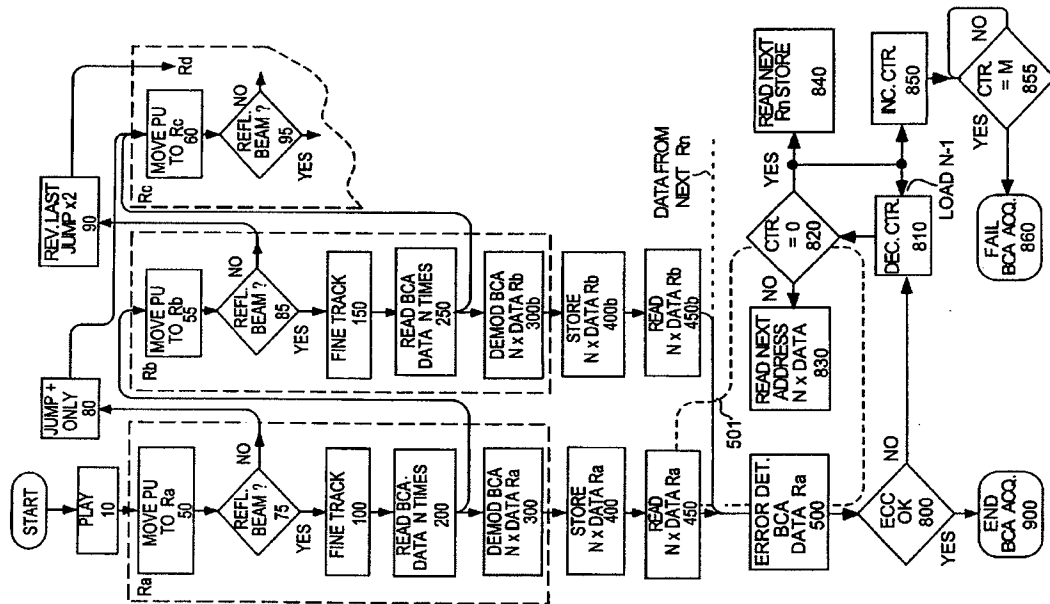 START
PLAY
10
Ra
MOVE PU
TO Ra
50
REFL.
BEAM ?
75
NO
YES
FINE TRACK
100
READ BCA-
DATA N TIMES
200
DEMOD BCA
N x DATA Ra
300
STORE
N x DATA Ra
400
READ
N x DATA Ra
450
ERROR DET.
BCA
DATA Ra
500
ECC
OK
800
NO
YES
END
BCA ACQ.
900
JUMP +
ONLY
80
Rb
MOVE PU
TO Rb
55
REFL.
BEAM ?
85
NO
YES
FINE TRACK
150
READ BCA
DATA N TIMES
250
DEMOD BCA
N x DATA Rb
300b
STORE
N x DATA Rb
400b
READ
N x DATA Rb
450b
501
REV. LAST
JUMP x2
90
Rd
Rc
MOVE PU
TO Rc
60
REFL.
BEAM ?
95
NO
YES
DATA FROM
NEXT Rn
READ NEXT
ADDRESS
N x DATA
830
NO
CTR.
= 0
820
YES
READ NEXT
Rn STORE
840
DEC. CTR.
810
LOAD N-1
INC. CTR.
850
CTR.
= M
855
NO
YES
FAIL
BCA ACQ.
860